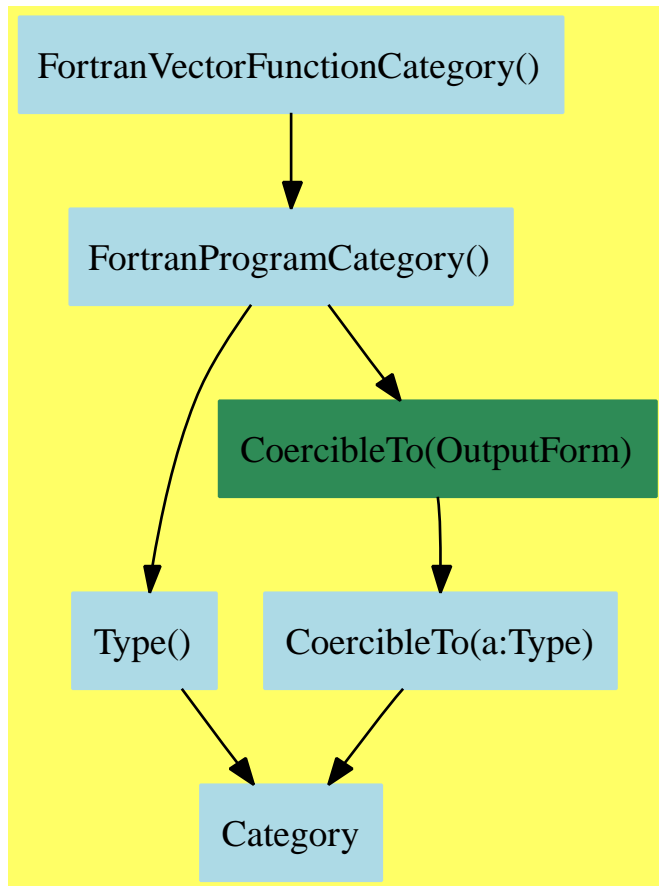 FortranVectorFunctionCategory()
FortranProgramCategory()
CoercibleTo(OutputForm)
Type()
CoercibleTo(a:Type)
Category